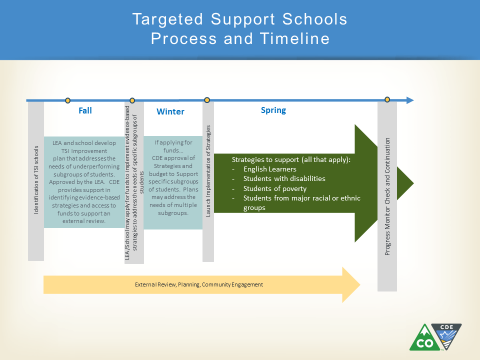 Targeted Support Schools
Process and Timeline
Fall
Winter
Spring
Identification of TSI schools
LEA and school develop
TSI Improvement
plan that addresses the
needs of underperforming
subgroups of students.
Approved by the LEA. CDE
provides support in
identifying evidence-based
strategies and access to
funds to support an
external review.
LEA/School may apply for funds to implement evidence-based
strategies to address the needs of specific subgroups of
students
If applying for
funds...
CDE approval of
Strategies and
budget to Support
specific subgroups
of students. Plans
may address the
needs of multiple
subgroups.
Launch Implementation of Strategies
Strategies to support (all that apply):
- English Learners
- Students with disabilities
- Students of poverty
- Students from major racial or ethnic
groups
Progress Monitor Check and Continuation
External Review, Planning, Community Engagement
CO
CDE